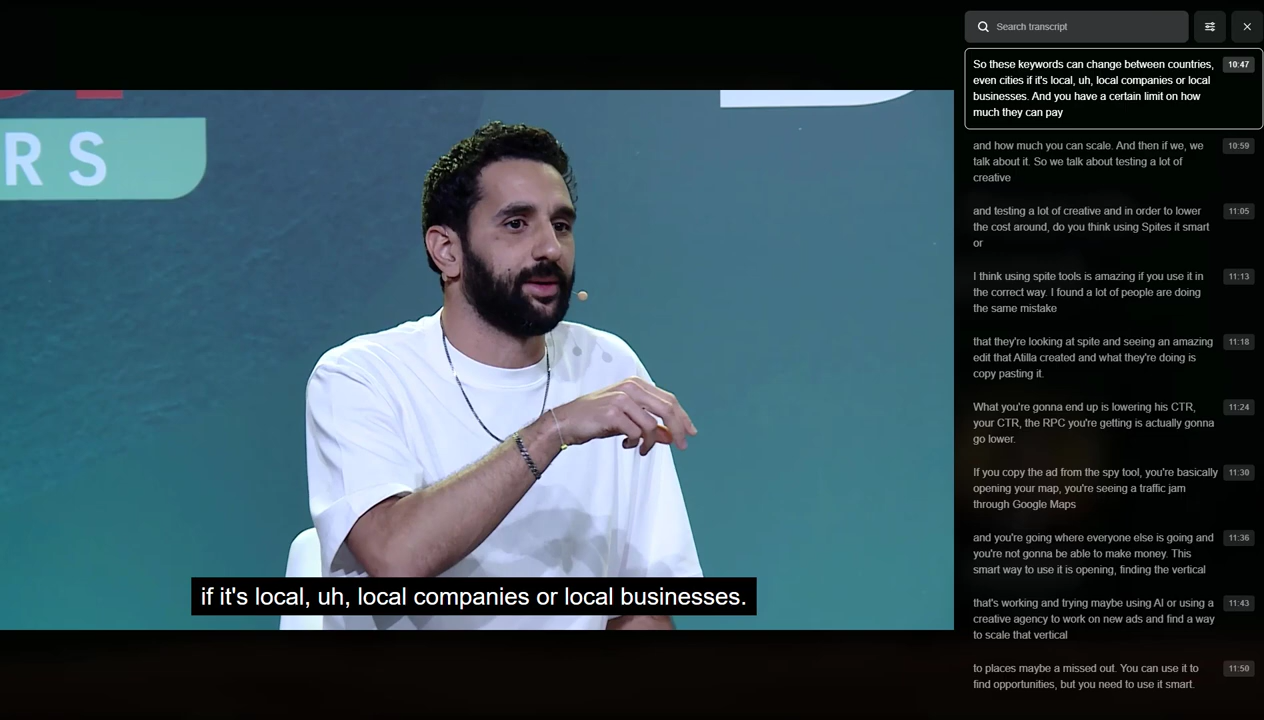 RS
if it's local, uh, local companies or local businesses.
Search transcript
So these keywords can change between countries, 10:47
even cities if it's local, uh, local companies or local
businesses. And you have a certain limit on how
much they can pay
and how much you can scale. And then if we, we 10:59
talk about it. So we talk about testing a lot of
creative
and testing a lot of creative and in order to lower 11:05
the cost around, do you think using Spites it smart
or
I think using spite tools is amazing if you use it in 11:13
the correct way. I found a lot of people are doing
the same mistake
that they're looking at spite and seeing an amazing 11:18
edit that Atilla created and what they're doing is
copy pasting it.
What you're gonna end up is lowering his CTR, 11:24
your CTR, the RPC you're getting is actually gonna
go lower.
If you copy the ad from the spy tool, you're basically 11:30
opening your map, you're seeing a traffic jam
through Google Maps
and you're going where everyone else is going and 11:36
you're not gonna be able to make money. This
smart way to use it is opening, finding the vertical
that's working and trying maybe using AI or using a 11:43
creative agency to work on new ads and find a way
to scale that vertical
to places maybe a missed out. You can use it to 11:50
find opportunities, but you need to use it smart.